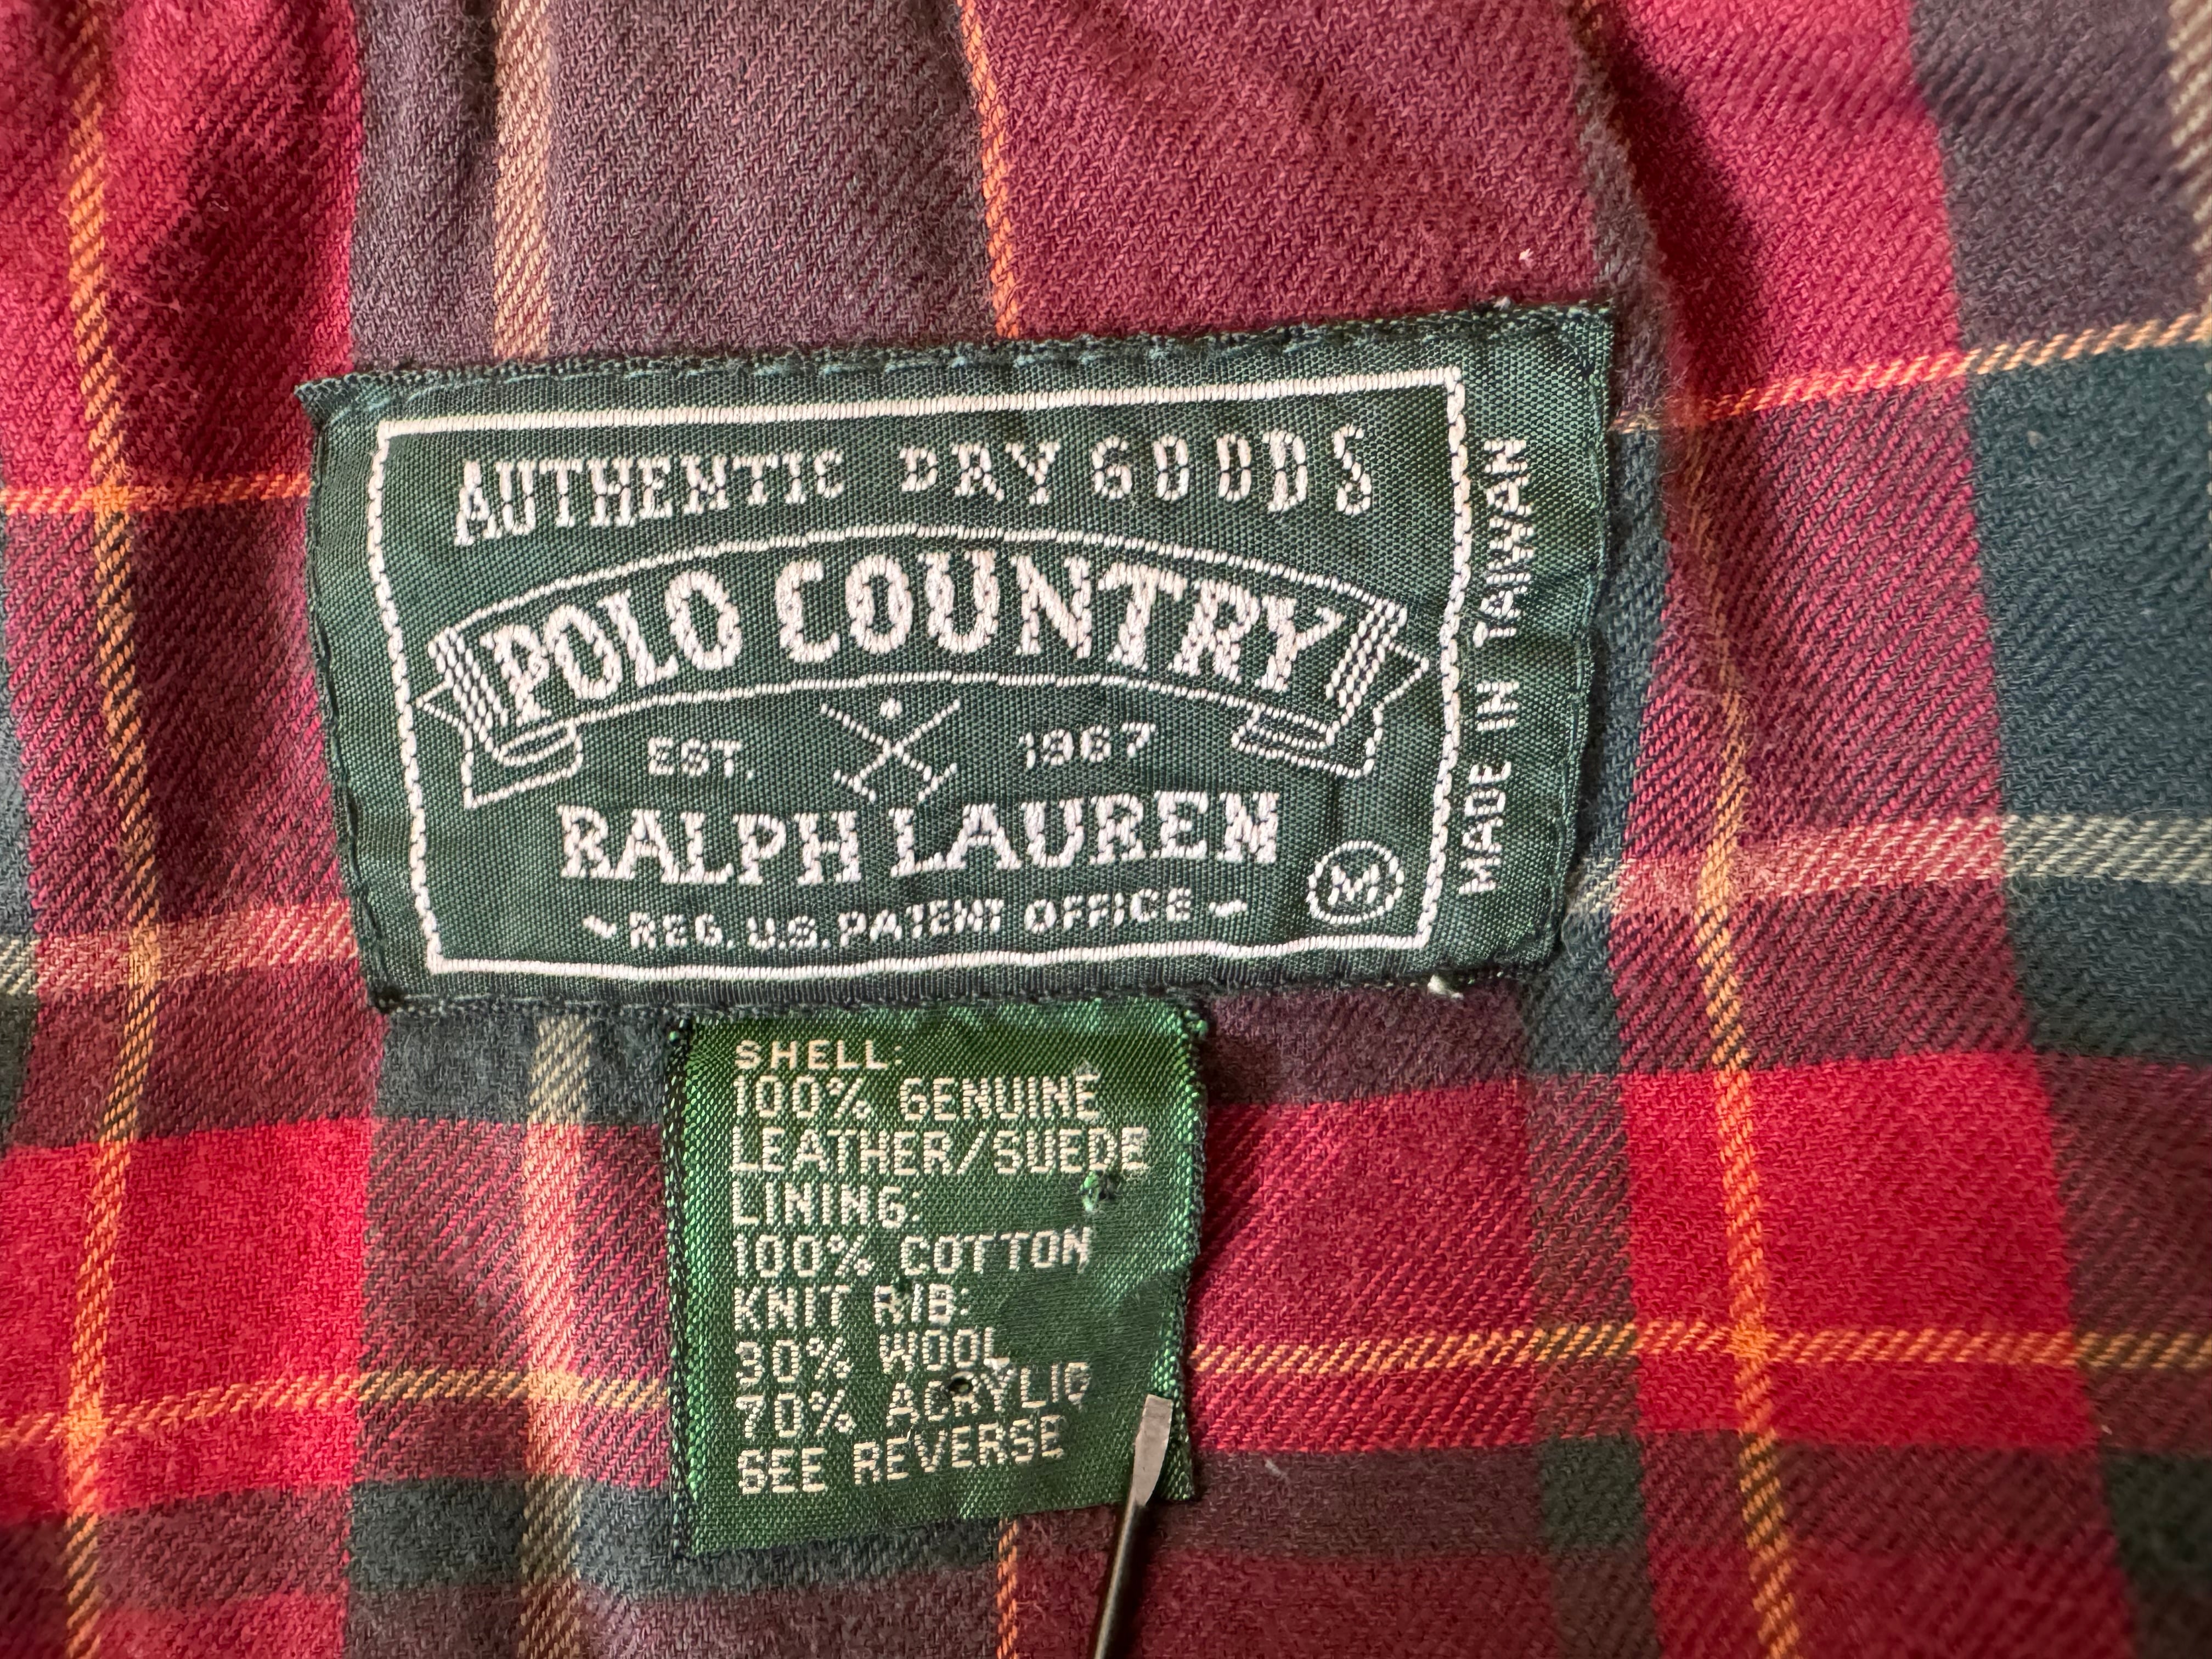 AUTHENTIC DRY GOODS
POLO COUNTRY
EST. 1967
RALPH LAUREN
REG. U.S. PATENT OFFICE
M
MADE IN TAIWAN
SHELL:
100% GENUINE
LEATHER/SUEDE
LINING:
100% COTTON
KNIT RIB:
30% WOOL
70% ACRYLIC
SEE REVERSE